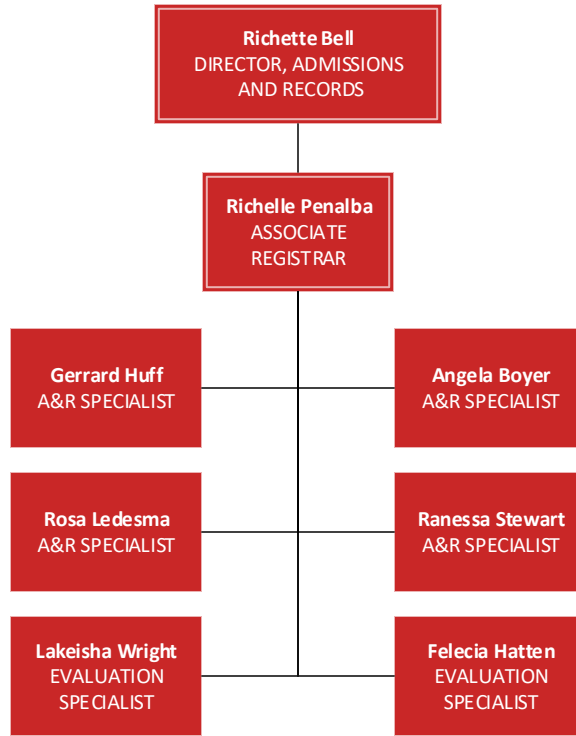 Richette Bell
DIRECTOR, ADMISSIONS
AND RECORDS
Richelle Penalba
ASSOCIATE
REGISTRAR
Gerrard Huff
A&R SPECIALIST
Angela Boyer
A&R SPECIALIST
Rosa Ledesma
A&R SPECIALIST
Ranessa Stewart
A&R SPECIALIST
Lakeisha Wright
EVALUATION
SPECIALIST
Felecia Hatten
EVALUATION
SPECIALIST